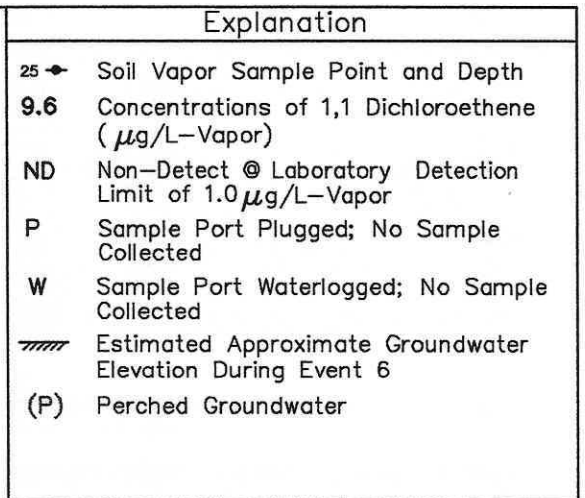 Explanation
25 Soil Vapor Sample Point and Depth
9.6 Concentrations of 1,1 Dichloroethene
(μg/L-Vapor)
ND Non-Detect @ Laboratory Detection
Limit of 1.0μg/L-Vapor
P Sample Port Plugged; No Sample
Collected
W Sample Port Waterlogged; No Sample
Collected
Estimated Approximate Groundwater
Elevation During Event 6
(P) Perched Groundwater